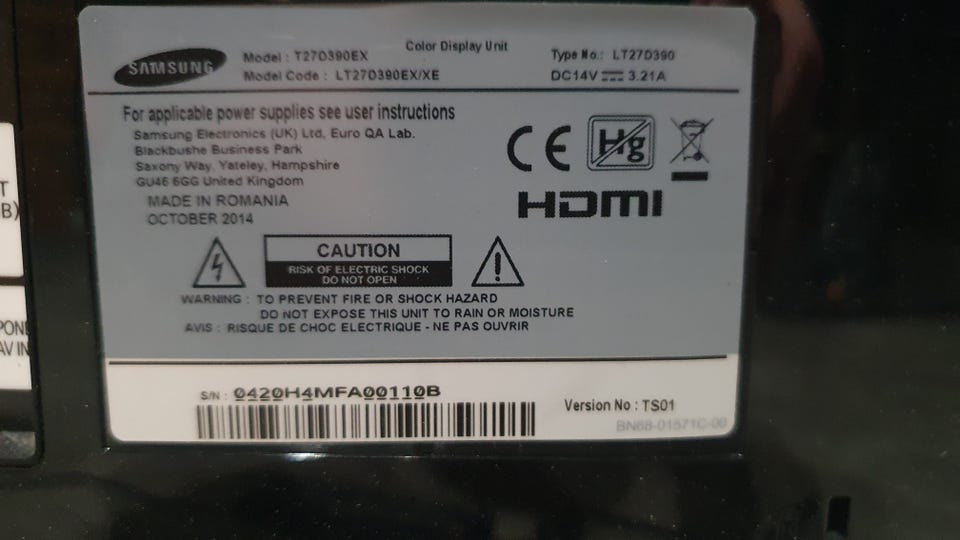 T
B)
PON
AV IN
SAMSUNG
Color Display Unit
Model : T27D390EX
Model Code : LT27D390EX/XE
Type No.: LT27D390
DC14V 3.21A
For applicable power supplies see user instructions
Samsung Electronics (UK) Ltd, Euro QA Lab.
Blackbushe Business Park
Saxony Way, Yateley, Hampshire
GU46 6GG United Kingdom
MADE IN ROMANIA
OCTOBER 2014
CE
Hg
HDMI
CAUTION
RISK OF ELECTRIC SHOCK
DO NOT OPEN
WARNING : TO PREVENT FIRE OR SHOCK HAZARD
DO NOT EXPOSE THIS UNIT TO RAIN OR MOISTURE
AVIS : RISQUE DE CHOC ELECTRIQUE - NE PAS OUVRIR
S/N : 0420H4MFA00110B
Version No : TS01
BN68-01571C-00